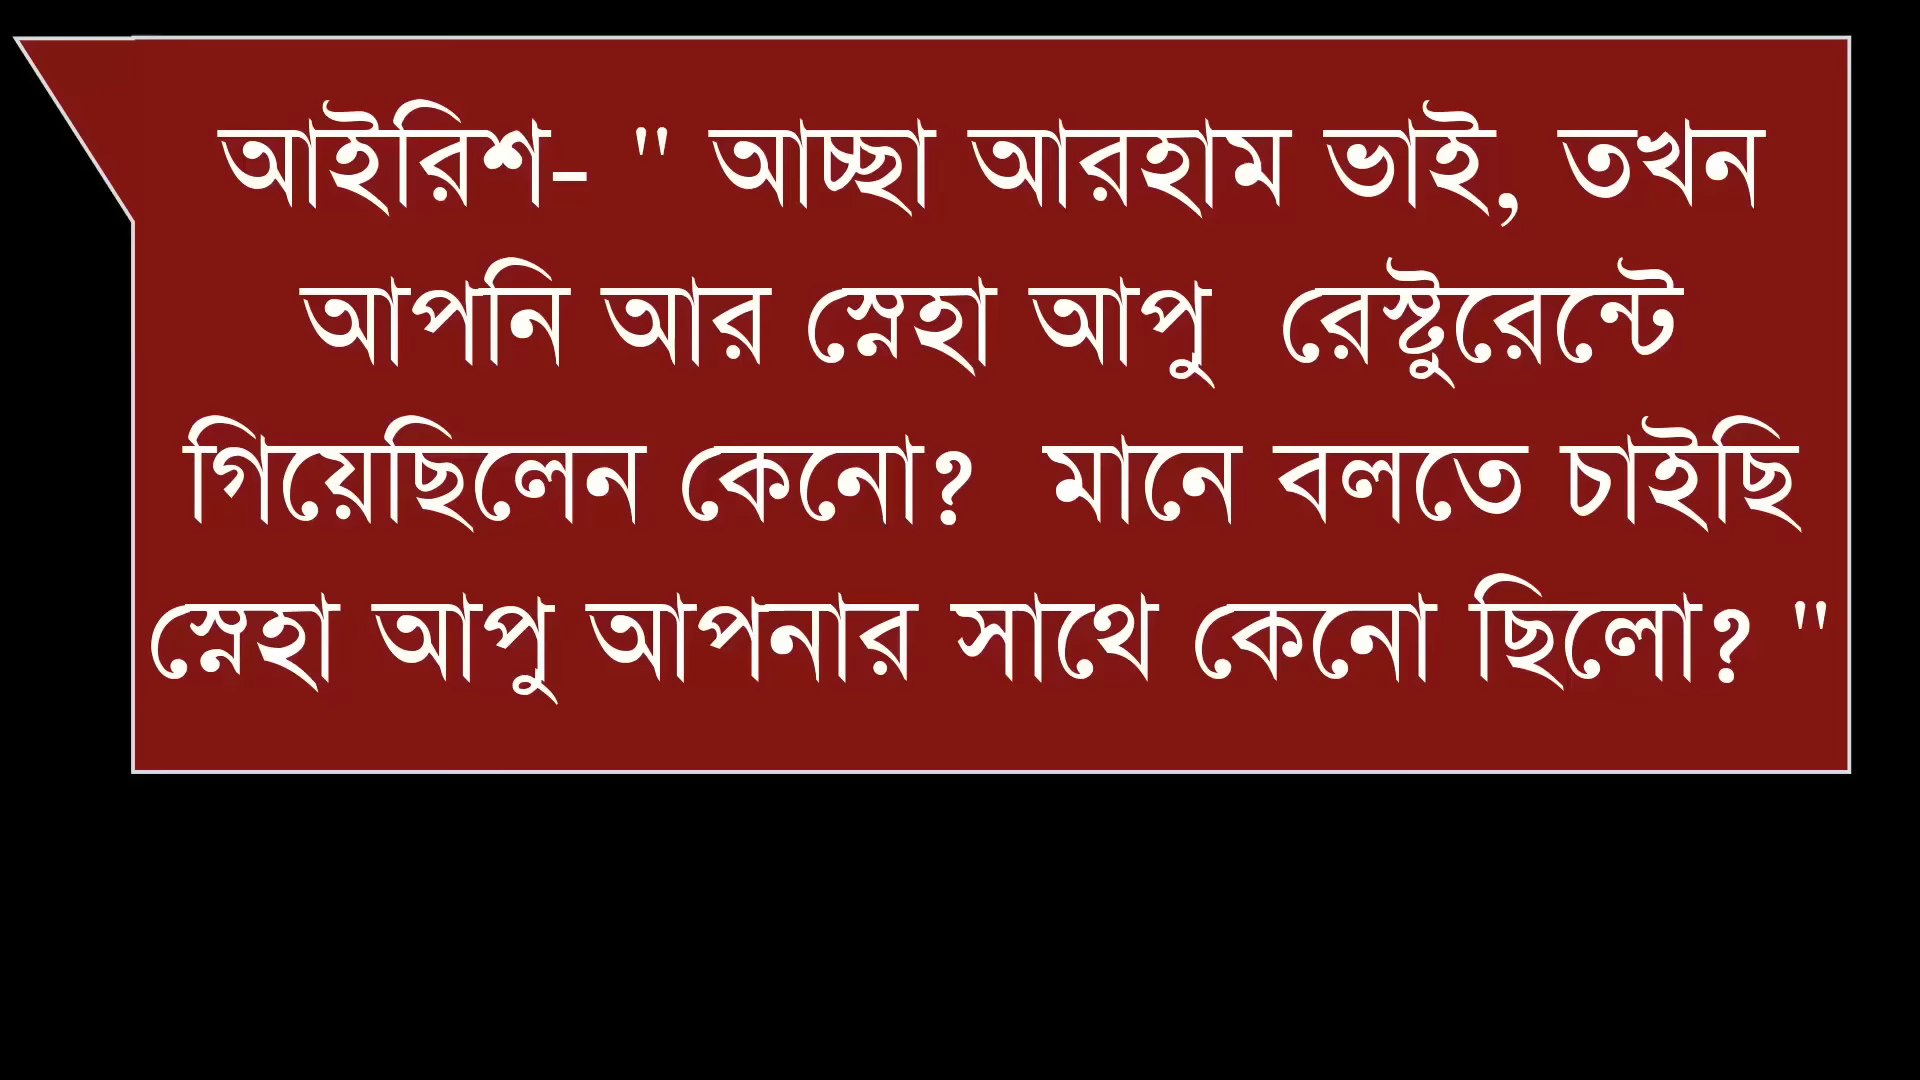 আইরিশ- " আচ্ছা আরহাম ভাই, তখন
আপনি আর স্নেহা আপু  রেস্টুরেন্টে
গিয়েছিলেন কেনো?  মানে বলতে চাইছি
স্নেহা আপু আপনার সাথে কেনো ছিলো? "